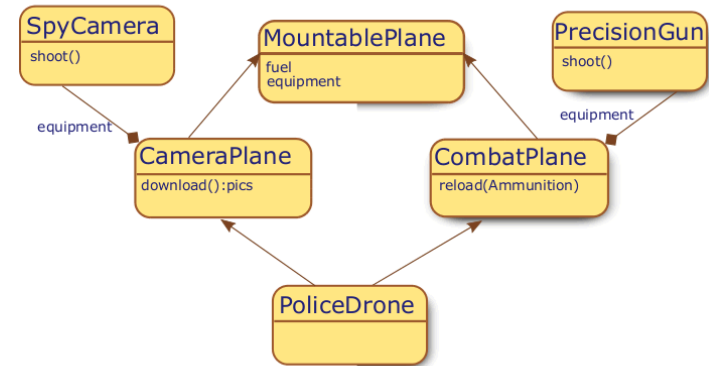 SpyCamera
shoot()
MountablePlane
fuel
equipment
PrecisionGun
shoot()
equipment
equipment
CameraPlane
download():pics
CombatPlane
reload(Ammunition)
PoliceDrone